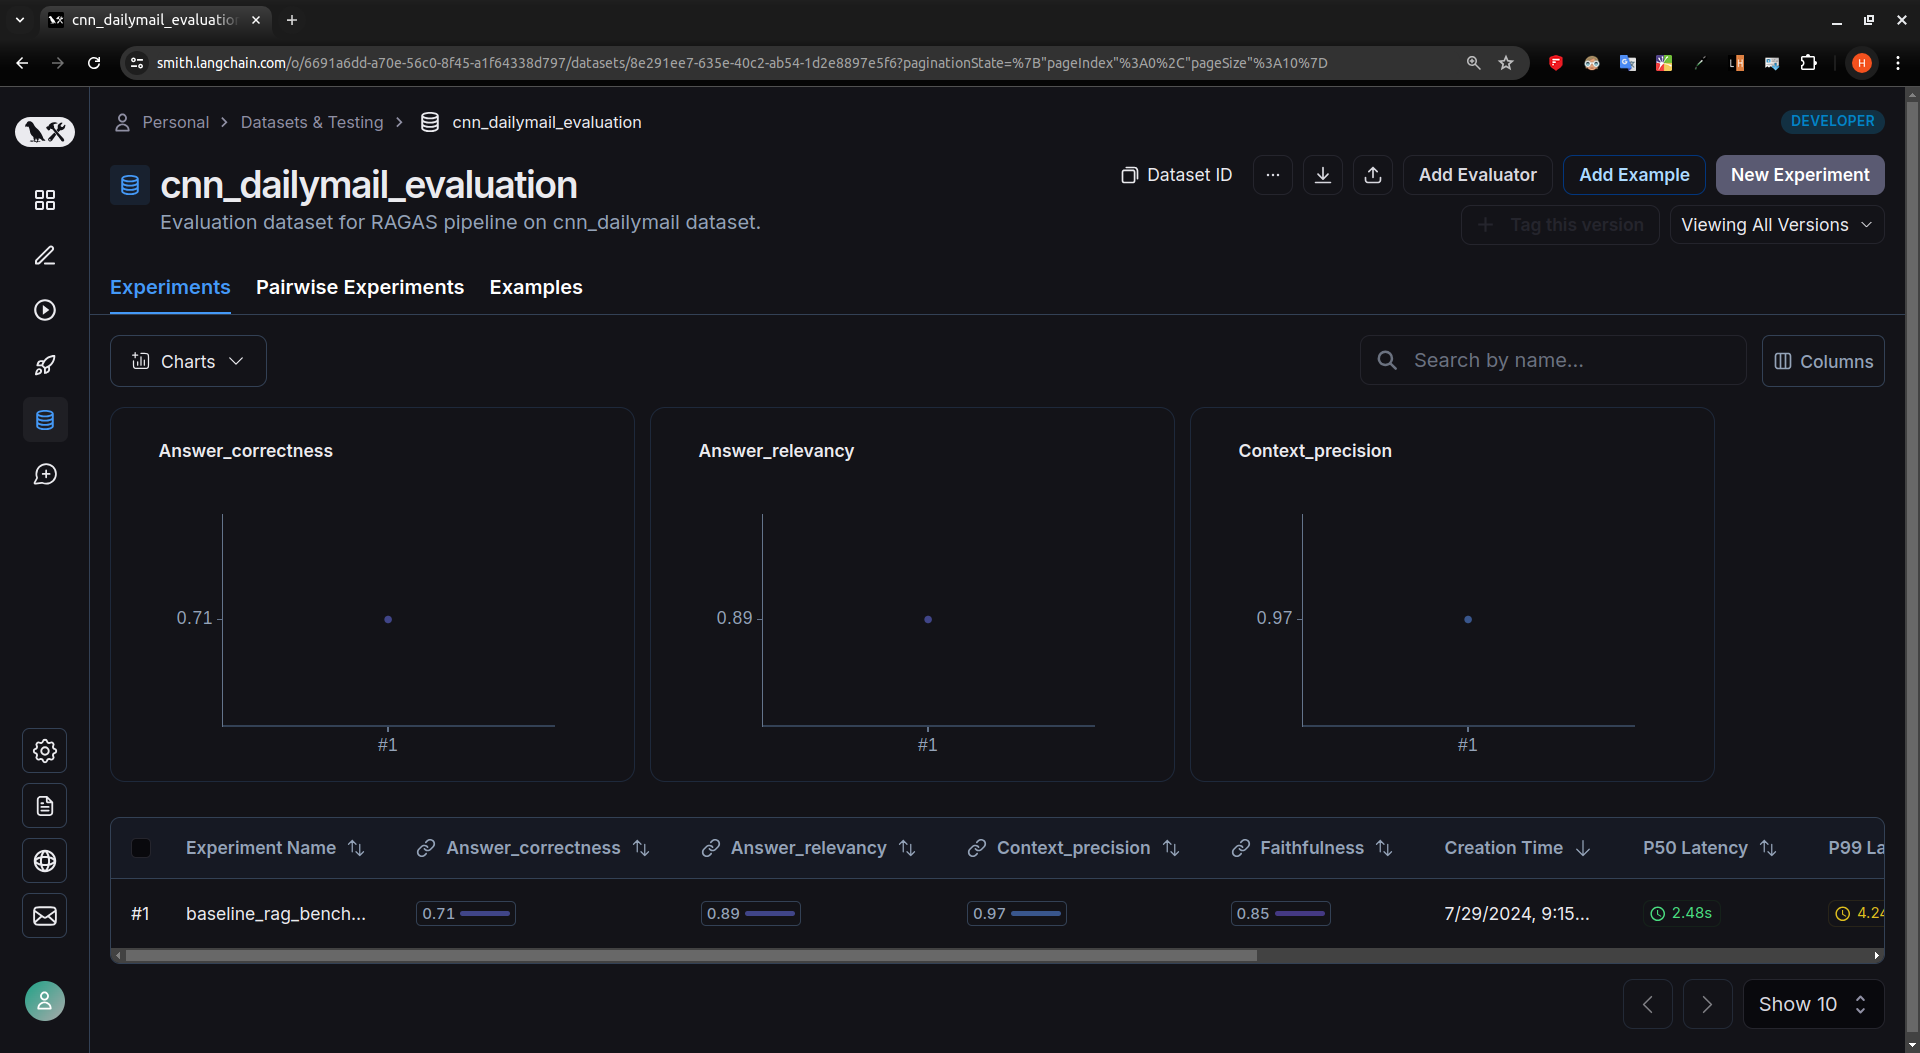 cnn_dailymail_evaluatio
smith.langchain.com/o/6691a6dd-a70e-56c0-8f45-a1f64338d797/datasets/8e291ee7-635e-40c2-ab54-1d2e8897e5f6?paginationState=%7B"pageIndex"%3A0%2C"pageSize"%3A10%7D
H
Personal > Datasets & Testing > cnn_dailymail_evaluation
DEVELOPER
cnn_dailymail_evaluation
Dataset ID ... Add Evaluator Add Example New Experiment
Evaluation dataset for RAGAS pipeline on cnn_dailymail dataset.
+ Tag this version Viewing All Versions
Experiments Pairwise Experiments Examples
Charts Search by name... Columns
Answer_correctness
0.71
#1
Answer_relevancy
0.89
#1
Context_precision
0.97
#1
Experiment Name Answer_correctness Answer_relevancy Context_precision Faithfulness Creation Time P50 Latency P99 La
#1 baseline_rag_bench... 0.71 0.89 0.97 0.85 7/29/2024, 9:15... 2.48s 4.24
Show 10